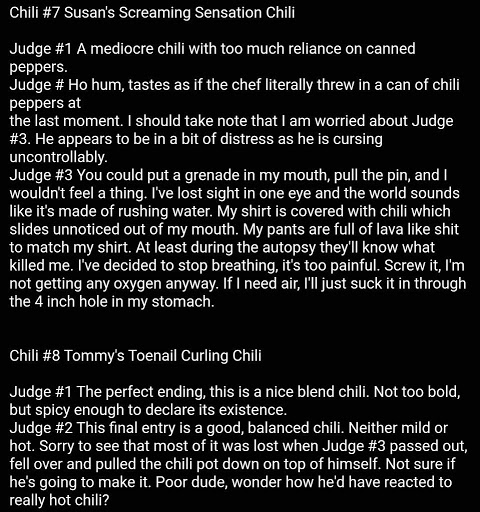 Chili #7 Susan's Screaming Sensation Chili
Judge #1 A mediocre chili with too much reliance on canned
peppers.
Judge # Ho hum, tastes as if the chef literally threw in a can of chili
peppers at
the last moment. I should take note that I am worried about Judge
#3. He appears to be in a bit of distress as he is cursing
uncontrollably.
Judge #3 You could put a grenade in my mouth, pull the pin, and I
wouldn't feel a thing. I've lost sight in one eye and the world sounds
like it's made of rushing water. My shirt is covered with chili which
slides unnoticed out of my mouth. My pants are full of lava like shit
to match my shirt. At least during the autopsy they'll know what
killed me. I've decided to stop breathing, it's too painful. Screw it, I'm
not getting any oxygen anyway. If I need air, I'll just suck it in through
the 4 inch hole in my stomach.
Chili #8 Tommy's Toenail Curling Chili
Judge #1 The perfect ending, this is a nice blend chili. Not too bold,
but spicy enough to declare its existence.
Judge #2 This final entry is a good, balanced chili. Neither mild or
hot. Sorry to see that most of it was lost when Judge #3 passed out,
fell over and pulled the chili pot down on top of himself. Not sure if
he's going to make it. Poor dude, wonder how he'd have reacted to
really hot chili?